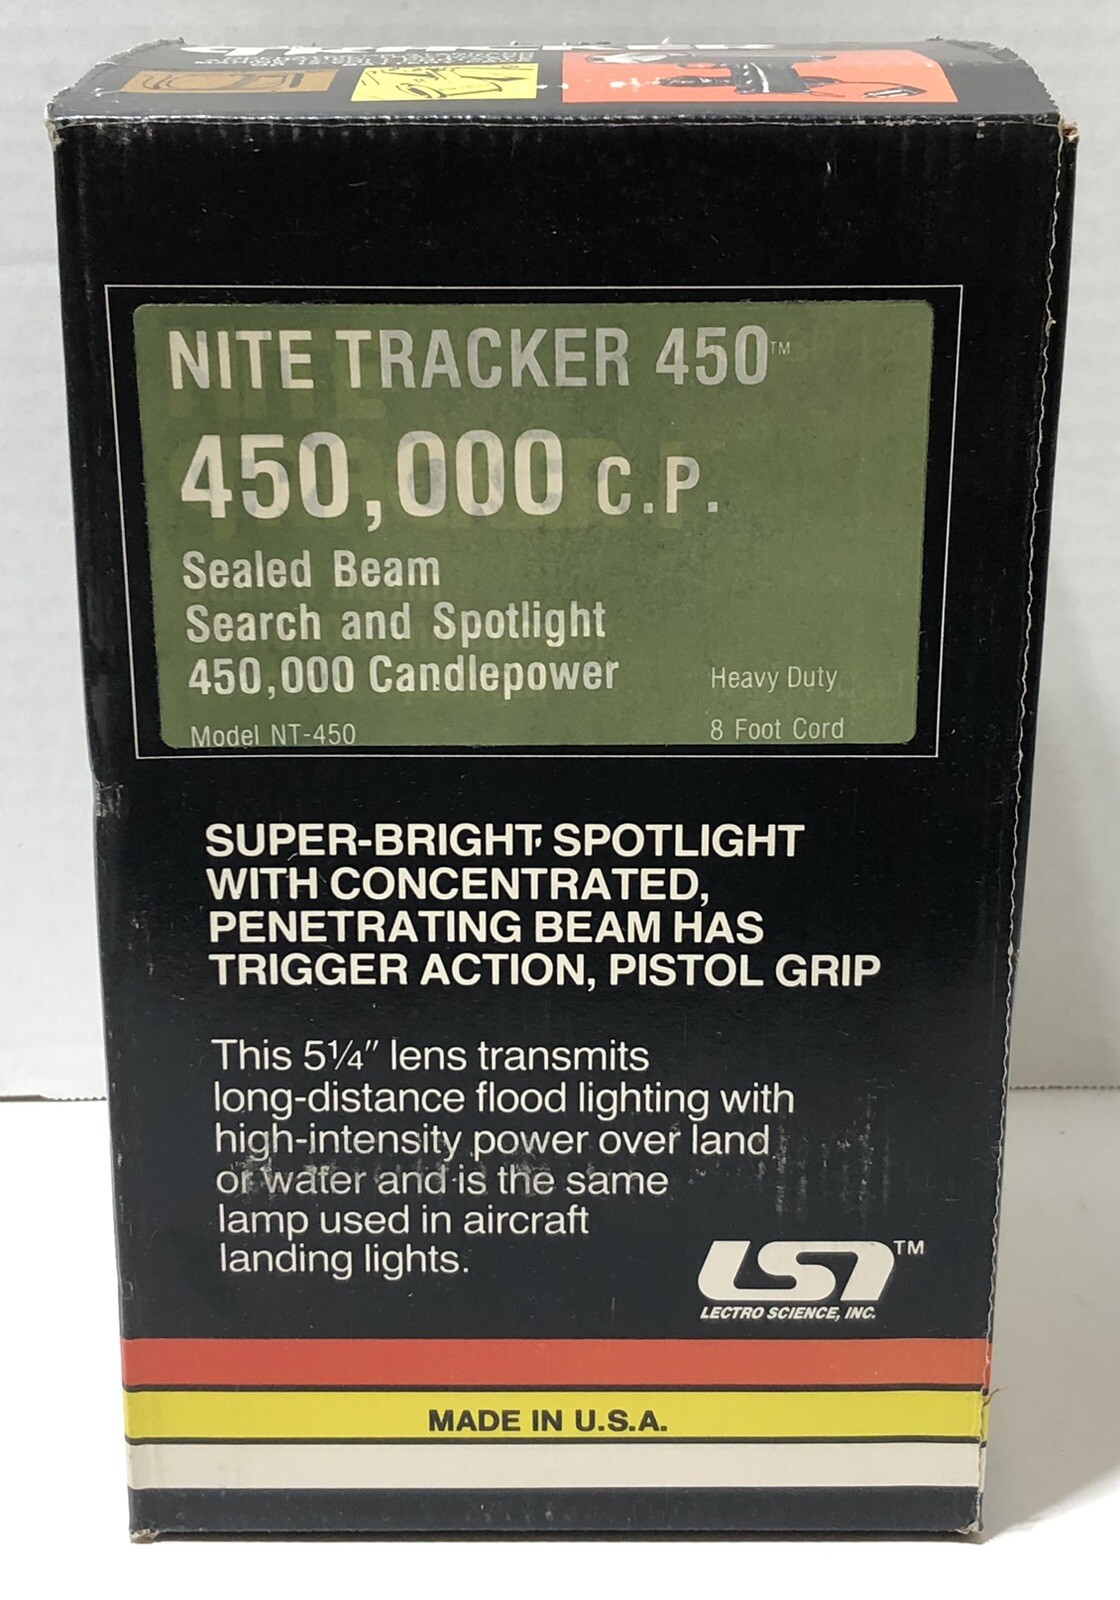 NITE TRACKER 450™
450,000 C.P.
Sealed Beam
Search and Spotlight
450,000 Candlepower
Heavy Duty
Model NT-450
8 Foot Cord
SUPER-BRIGHT SPOTLIGHT
WITH CONCENTRATED,
PENETRATING BEAM HAS
TRIGGER ACTION, PISTOL GRIP
This 5¼" lens transmits
long-distance flood lighting with
high-intensity power over land
or water and is the same
lamp used in aircraft
landing lights.
LSI™
LECTRO SCIENCE, INC.
MADE IN U.S.A.